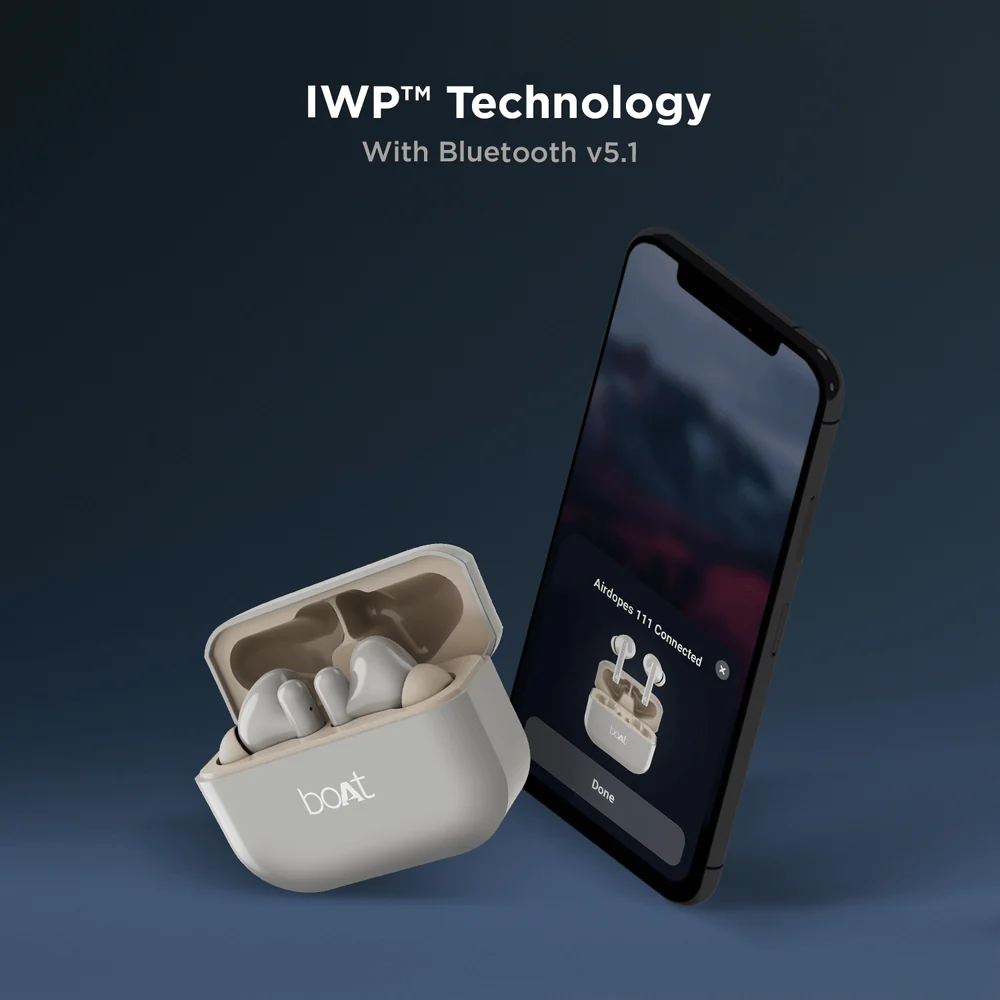 IWP™ Technology
With Bluetooth v5.1
Airdopes 111 Connected
boAt
Done
boAt